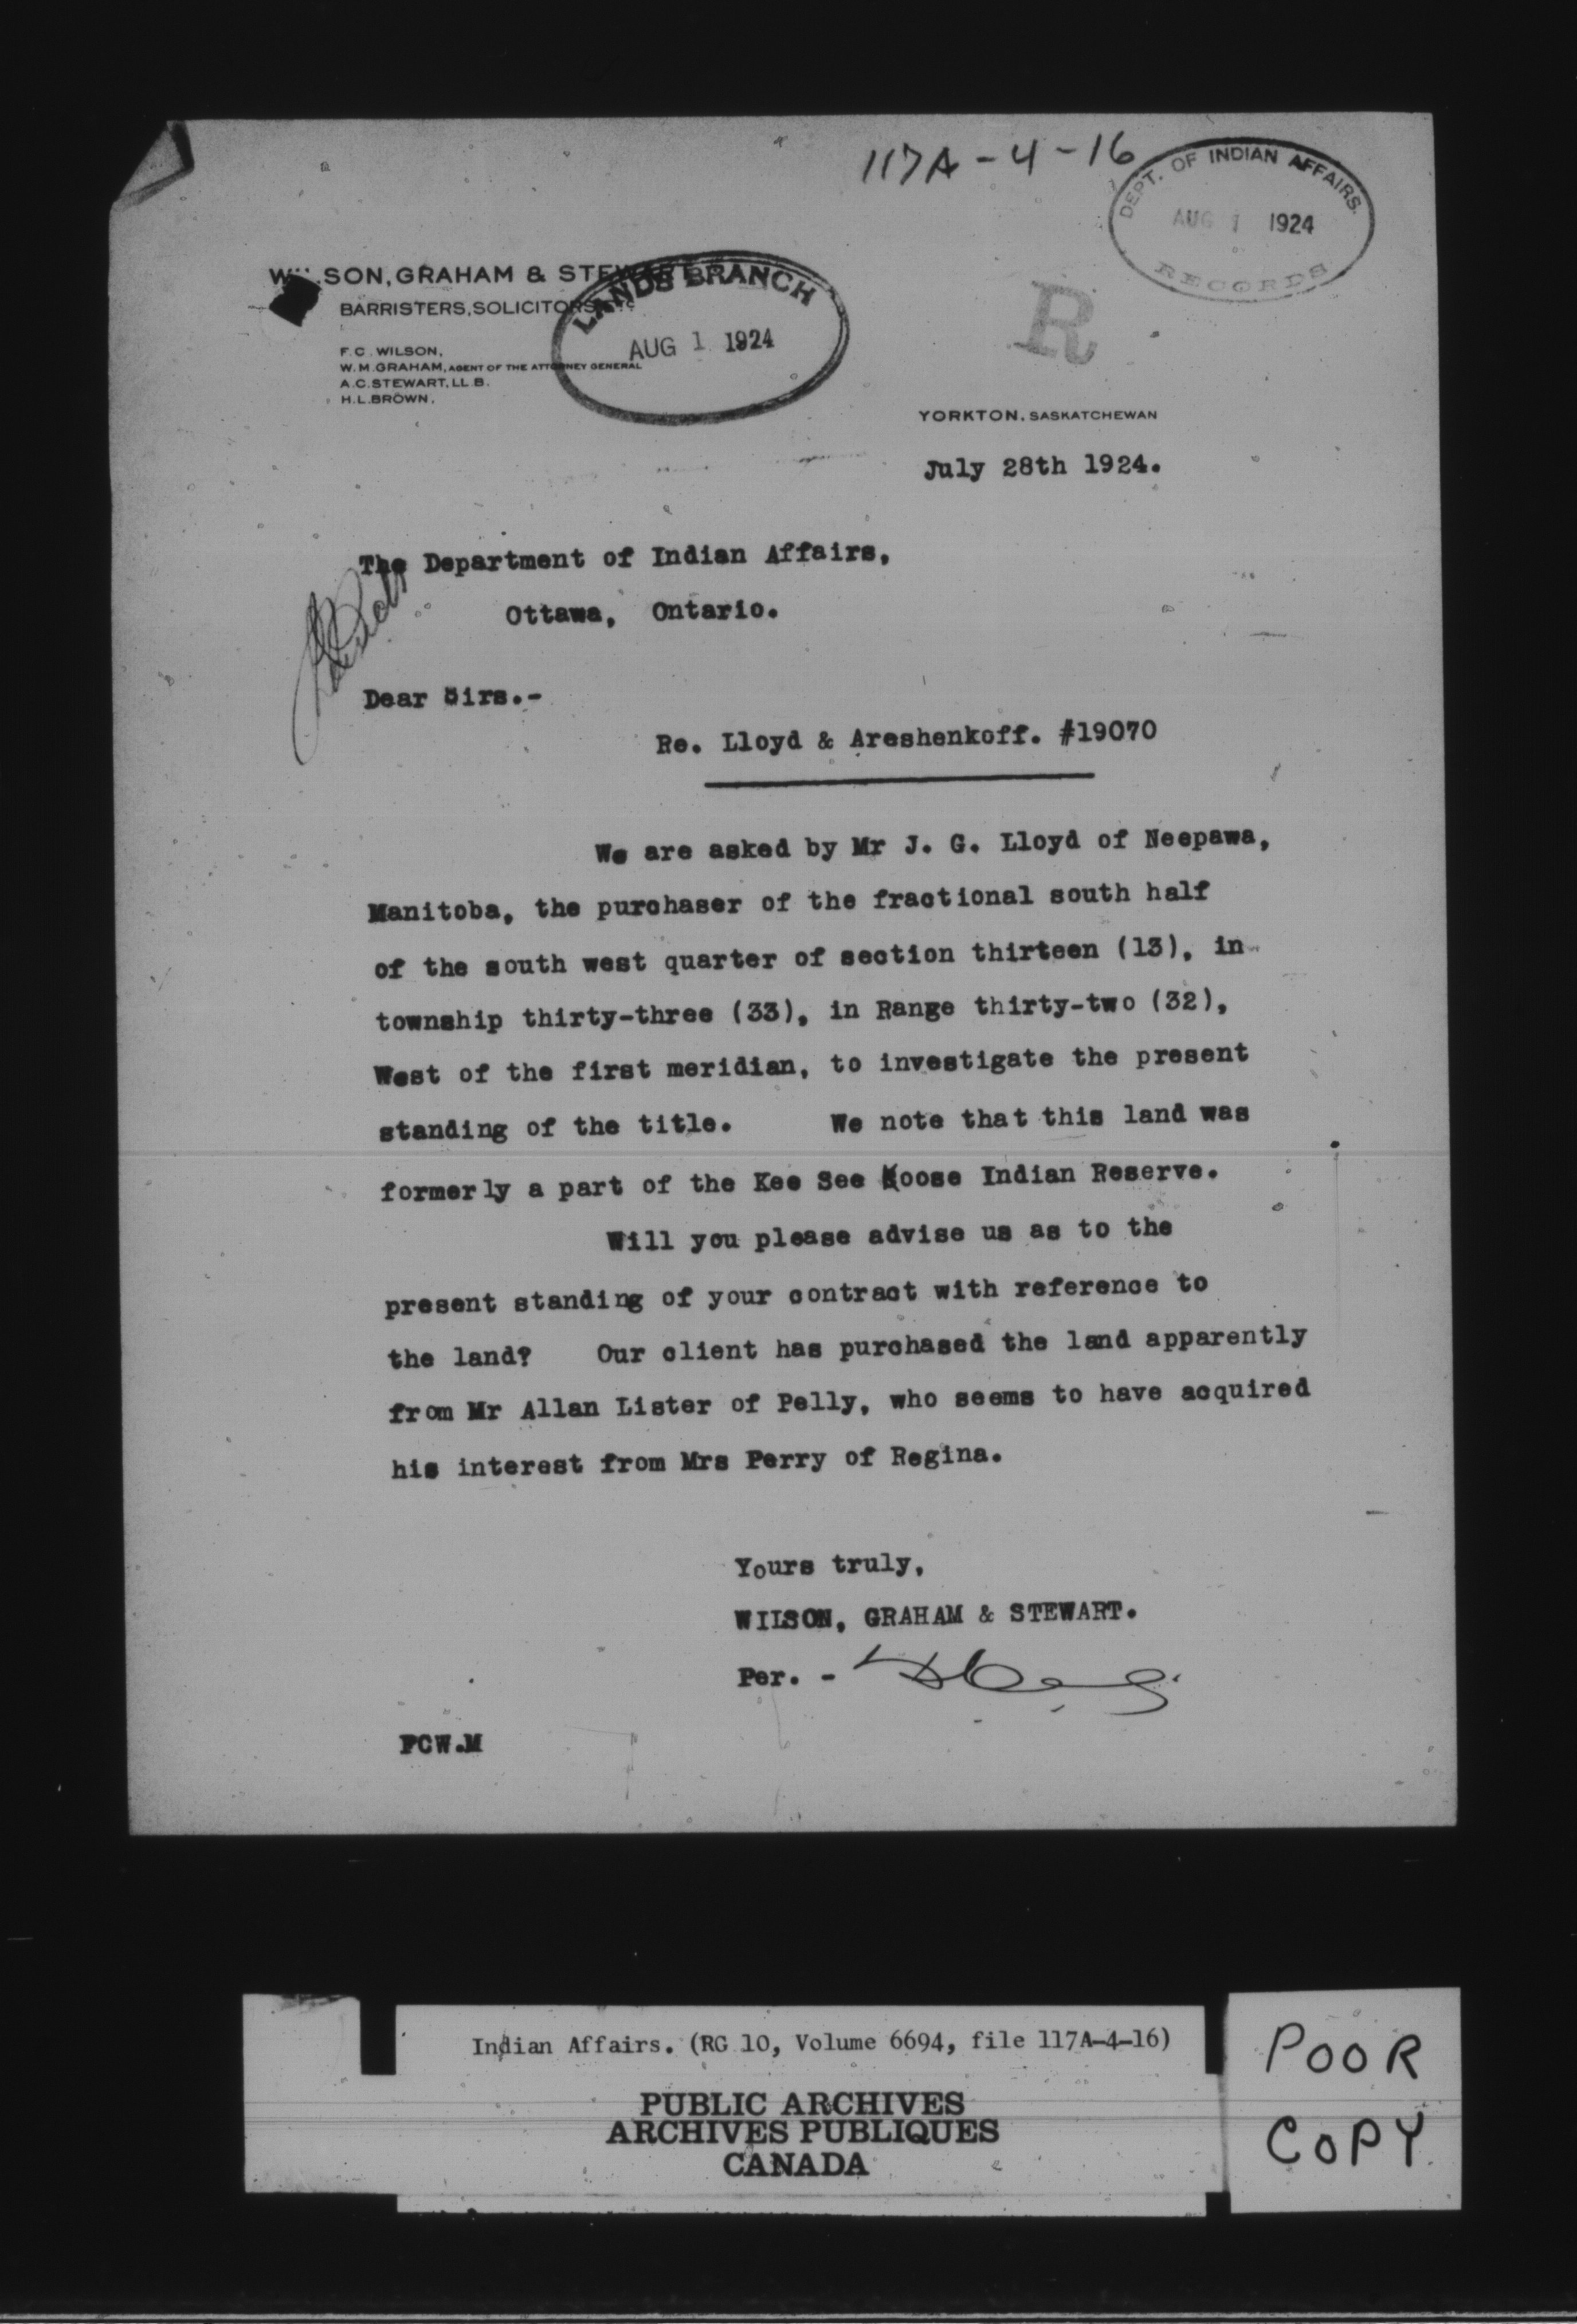 117A-4-16
DEPT. OF INDIAN AFFAIRS.
AUG 1 1924
RECORDS
WILSON, GRAHAM & STEWART
BARRISTERS, SOLICITORS
LANDS BRANCH
AUG 1 1924
R
F.C. WILSON,
W.M. GRAHAM, AGENT OF THE ATTORNEY GENERAL
A.C. STEWART, LL.B.
H.L. BROWN.
YORKTON, SASKATCHEWAN
July 28th 1924.
The Department of Indian Affairs,
Ottawa, Ontario.
Dear Sirs.-
Re. Lloyd & Areshenkoff. #19070
We are asked by Mr J. G. Lloyd of Neepawa,
Manitoba, the purchaser of the fractional south half
of the south west quarter of section thirteen (13), in
township thirty-three (33), in Range thirty-two (32),
West of the first meridian, to investigate the present
standing of the title. We note that this land was
formerly a part of the Kee See Koose Indian Reserve.
Will you please advise us as to the
present standing of your contract with reference to
the land? Our client has purchased the land apparently
from Mr Allan Lister of Pelly, who seems to have acquired
his interest from Mrs Perry of Regina.
Yours truly,
WILSON, GRAHAM & STEWART.
Per. -
FCW.M
Indian Affairs. (RG 10, Volume 6694, file 117A-4-16)
PUBLIC ARCHIVES
ARCHIVES PUBLIQUES
CANADA
POOR
COPY